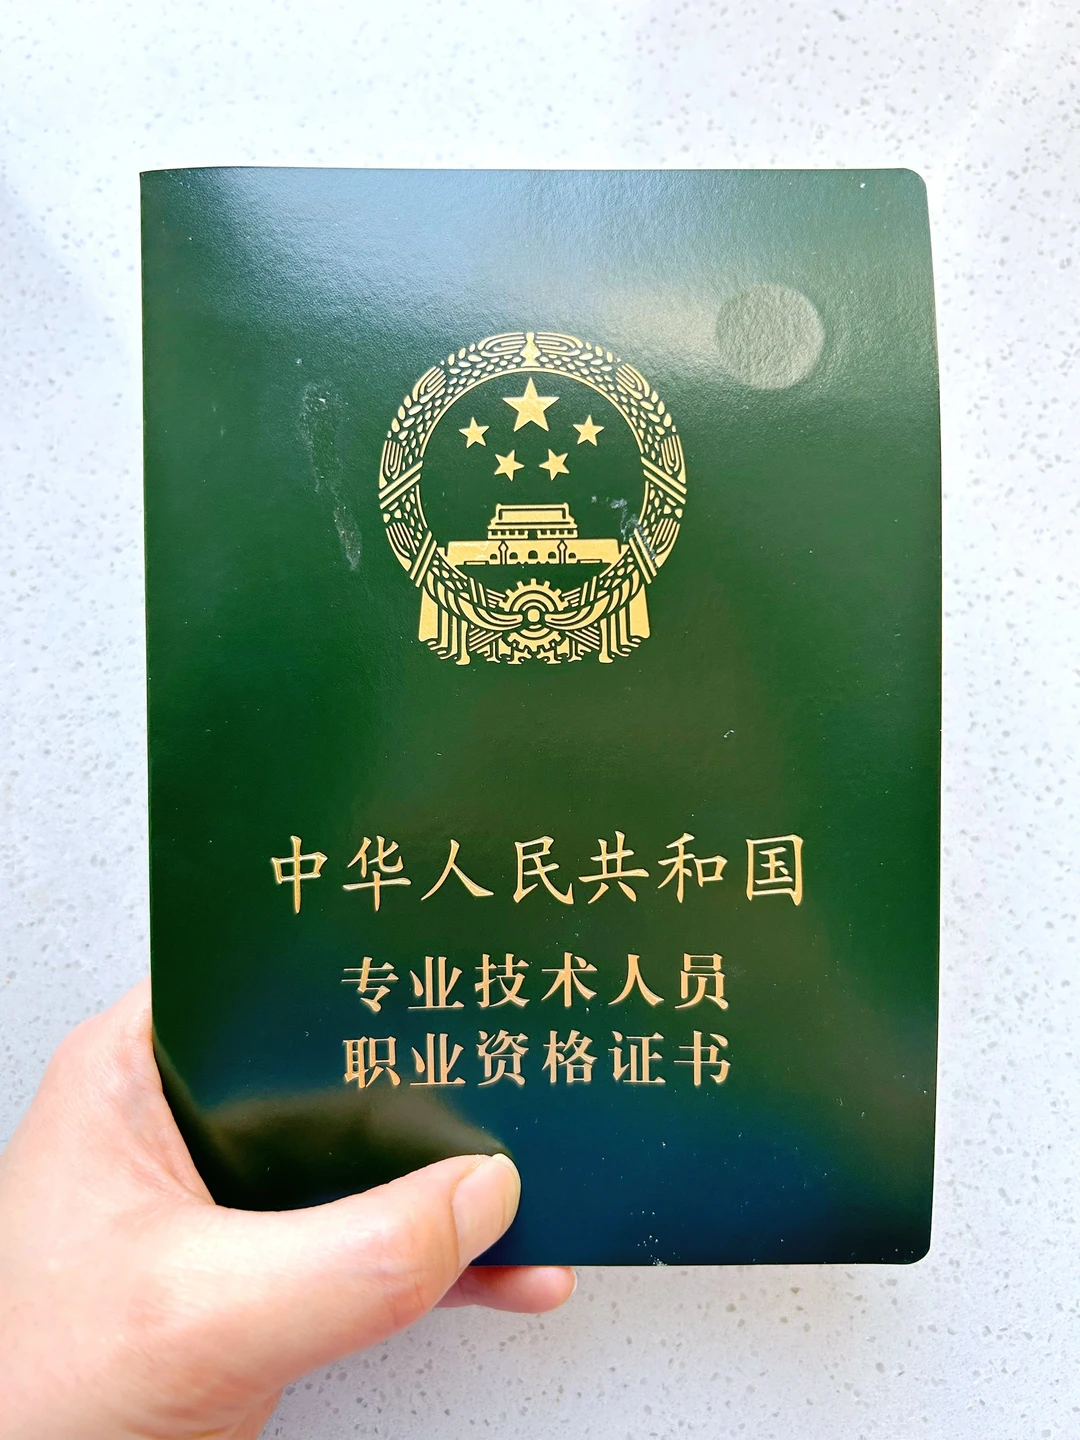 中华人民共和国
专业技术人员
职业资格证书